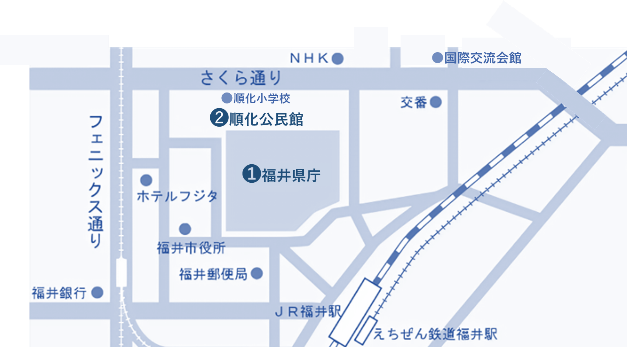 NHK
国際交流会館
さくら通り
順化小学校
交番
2順化公民館
フェニックス通り
1福井県庁
ホテルフジタ
福井市役所
福井郵便局
福井銀行
JR福井駅
えちぜん鉄道福井駅